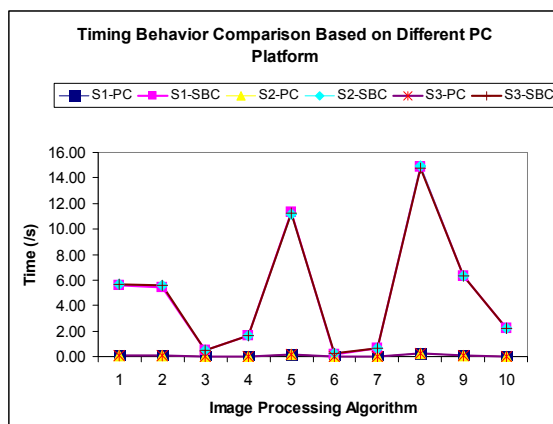 Timing Behavior Comparison Based on Different PC
Platform
S1-PC S1-SBC S2-PC S2-SBC S3-PC S3-SBC
16.00
14.00
12.00
10.00
8.00
6.00
4.00
2.00
0.00
Time (/s)
1 2 3 4 5 6 7 8 9 10
Image Processing Algorithm